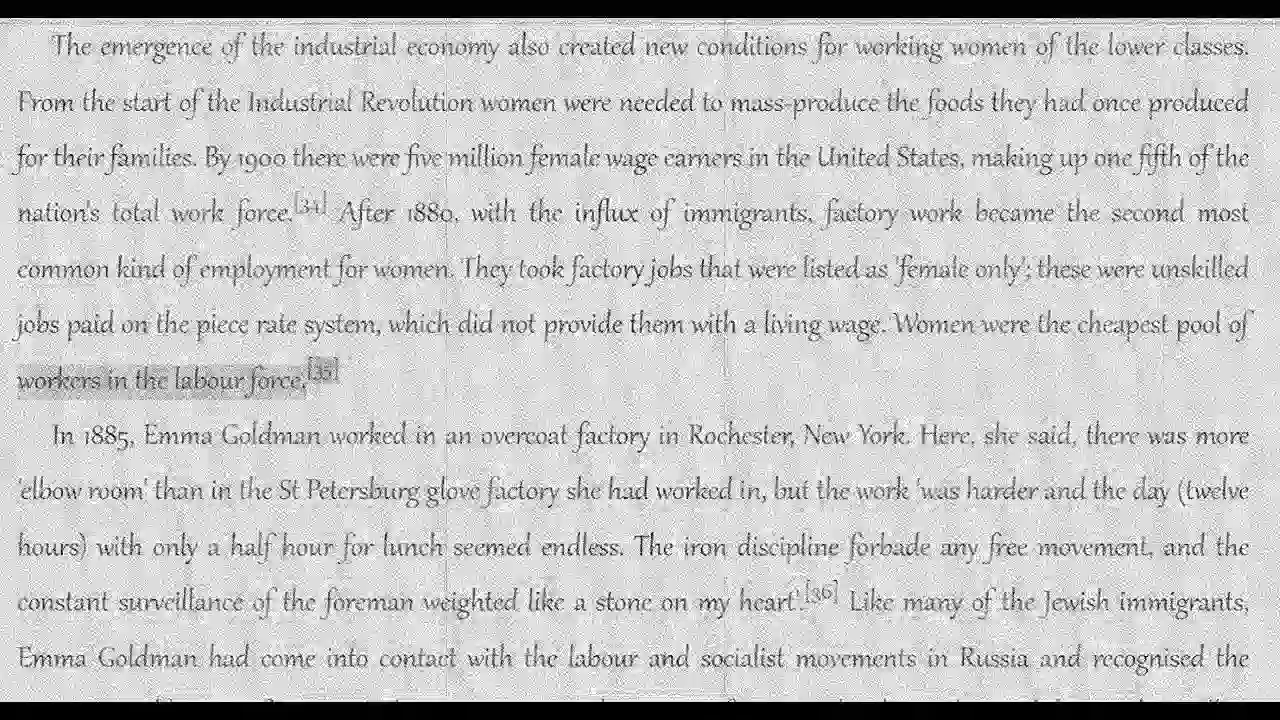 The emergence of the industrial economy also created new conditions for working women of the lower classes.
From the start of the Industrial Revolution women were needed to mass-produce the foods they had once produced
for their families. By 1900 there were five million female wage earners in the United States, making up one fifth of the
nation's total work force.[34] After 1880, with the influx of immigrants, factory work became the second most
common kind of employment for women. They took factory jobs that were listed as 'female only'; these were unskilled
jobs paid on the piece rate system, which did not provide them with a living wage. Women were the cheapest pool of
workers in the labour force.[35]
In 1885, Emma Goldman worked in an overcoat factory in Rochester, New York. Here, she said, there was more
'elbow room' than in the St Petersburg glove factory she had worked in, but the work 'was harder and the day (twelve
hours) with only a half hour for lunch seemed endless. The iron discipline forbade any free movement, and the
constant surveillance of the foreman weighted like a stone on my heart'.[36] Like many of the Jewish immigrants,
Emma Goldman had come into contact with the labour and socialist movements in Russia and recognised the